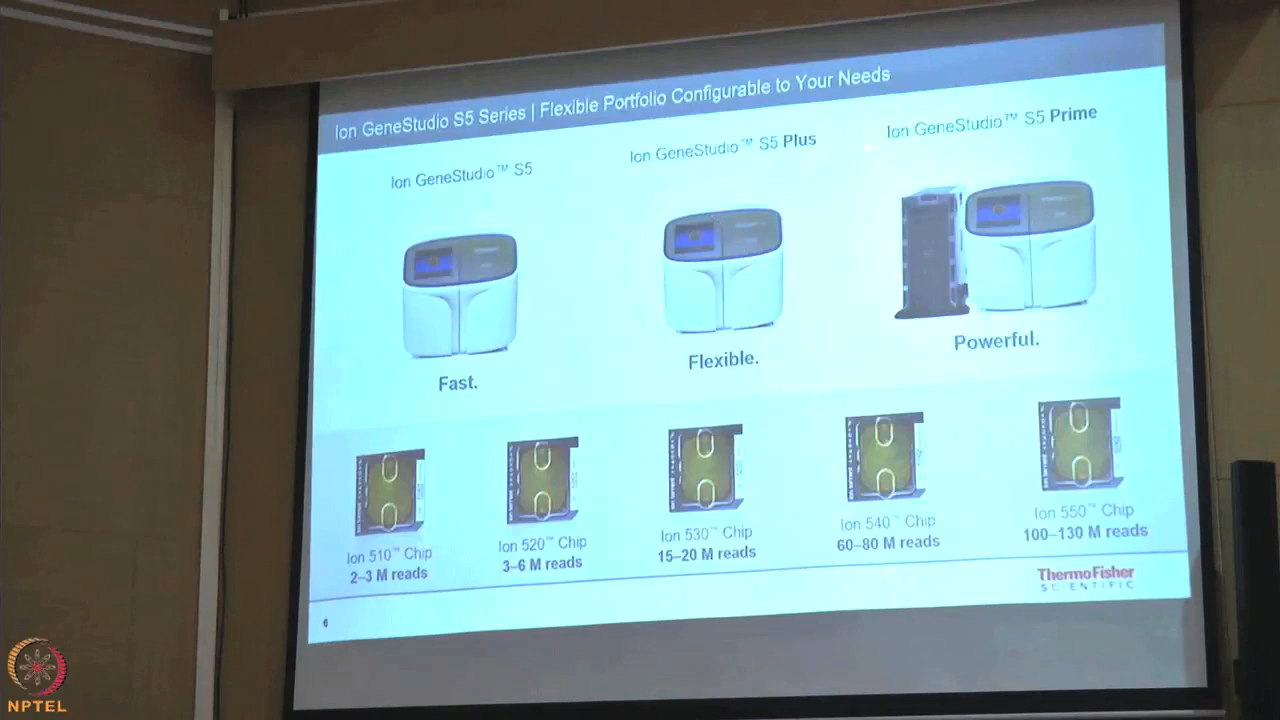 Ion GeneStudio S5 Series | Flexible Portfolio Configurable to Your Needs
Ion GeneStudio™ S5
Ion GeneStudio™ S5 Plus
Ion GeneStudio™ S5 Prime
Fast.
Flexible.
Powerful.
Ion 510™ Chip
2–3 M reads
Ion 520™ Chip
3–6 M reads
Ion 530™ Chip
15–20 M reads
Ion 540™ Chip
60–80 M reads
Ion 550™ Chip
100–130 M reads
ThermoFisher
SCIENTIFIC
6
NPTEL